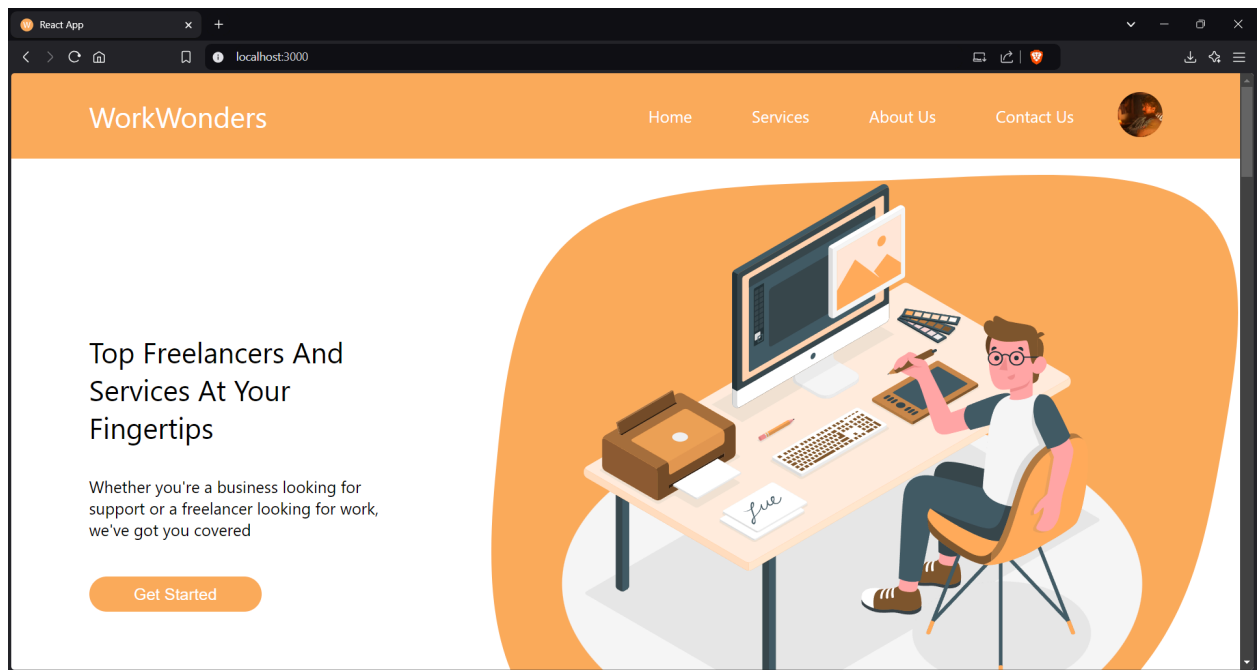 W React App
localhost:3000
WorkWonders
Home Services About Us Contact Us
Top Freelancers And
Services At Your
Fingertips
Whether you're a business looking for
support or a freelancer looking for work,
we've got you covered
Get Started